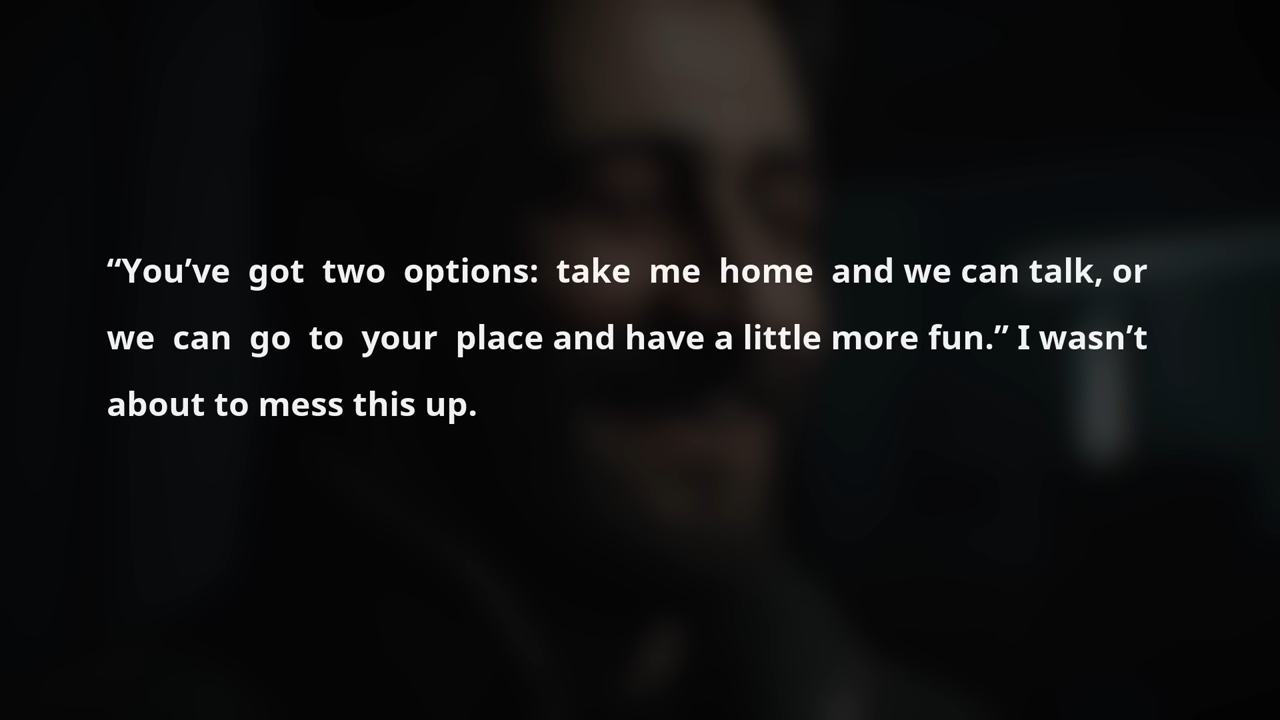 “You’ve got two options: take me home and we can talk, or
we can go to your place and have a little more fun.” I wasn’t
about to mess this up.